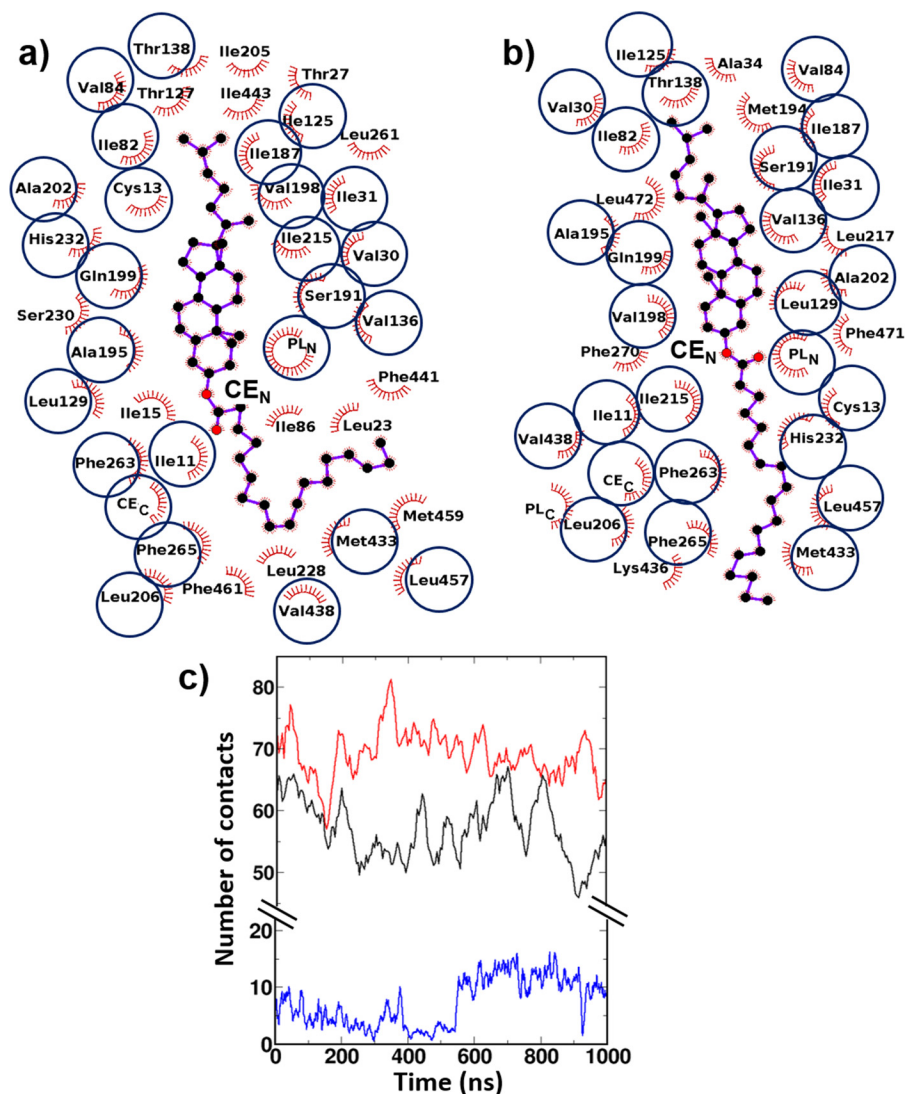 a)
Thr138
Ile205
Val84
Thr127
Ile443
Thr27
Ile125
Leu261
Ile82
Ile187
Ala202
Cys13
Val198
Ile31
His232
Ile215
Val30
Gln199
Ser191
Ser230
Val136
Ala195
PLN
CEN
Phe441
Leu129
Ile15
Ile86
Leu23
Phe263
Ile11
CEC
Met459
Phe265
Met433
Leu228
Leu206
Phe461
Leu457
Val438
b)
Ile125
Ala34
Val84
Thr138
Val30
Met194
Ile82
Ile187
Ser191
Leu472
Ile31
Ala195
Val136
Gln199
Leu217
Ala202
Leu129
Val198
Phe471
Phe270
CEN
PLN
Ile215
Ile11
Cys13
Val438
His232
CEC
Phe263
PLC
Leu206
Leu457
Phe265
Met433
Lys436
c)
Number of contacts
80
70
60
50
20
10
0
0 200 400 600 800 1000
Time (ns)